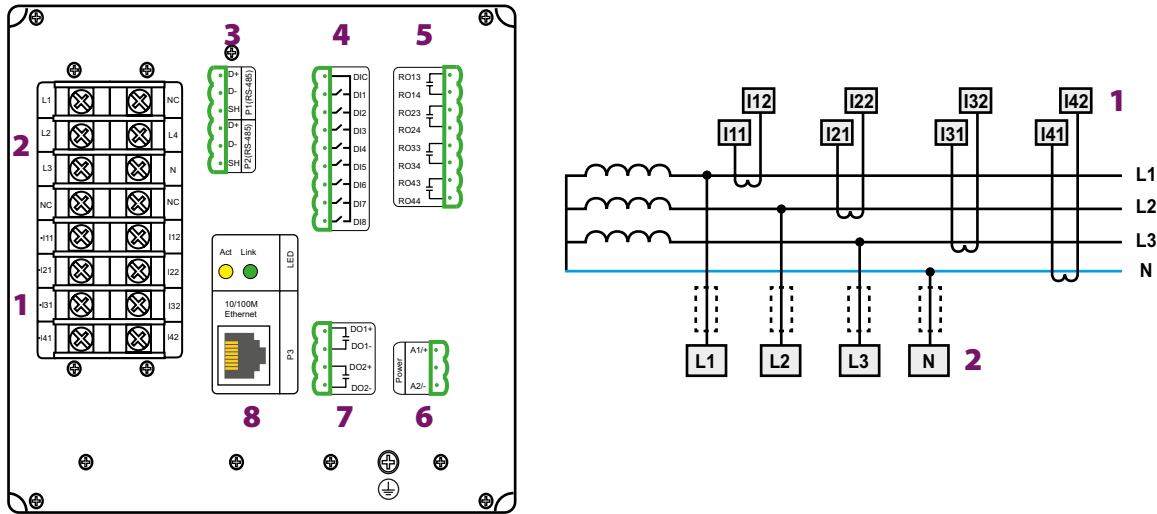 3
4
5
L1
NC
L2
L4
L3
N
NC
NC
•I11
I12
•I21
I22
•I31
I32
•I41
I42
2
1
D+
D-
SH
P1(RS-485)
D+
D-
SH
P2(RS-485)
DIC
DI1
DI2
DI3
DI4
DI5
DI6
DI7
DI8
RO13
RO14
RO23
RO24
RO33
RO34
RO43
RO44
Act Link
LED
10/100M
Ethernet
P3
DO1+
DO1-
DO2+
DO2-
Power
A1/+
A2/-
8
7
6
I12
I22
I32
I42
1
I11
I21
I31
I41
L1
L2
L3
N
L1
L2
L3
N
2